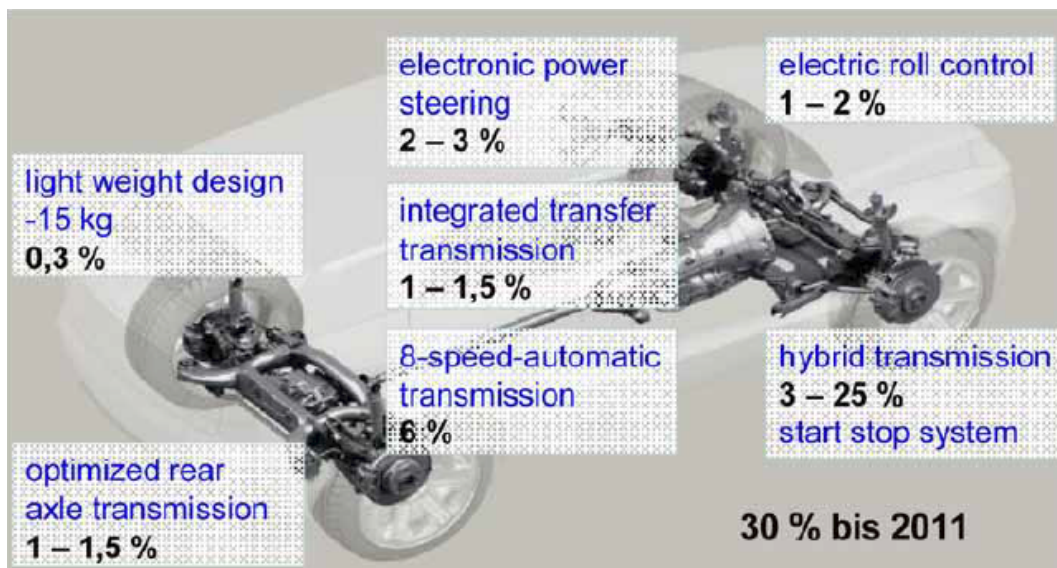 electronic power
steering
2 – 3 %
electric roll control
1 – 2 %
light weight design
-15 kg
0,3 %
integrated transfer
transmission
1 – 1,5 %
8-speed-automatic
transmission
6 %
hybrid transmission
3 – 25 %
start stop system
optimized rear
axle transmission
1 – 1,5 %
30 % bis 2011